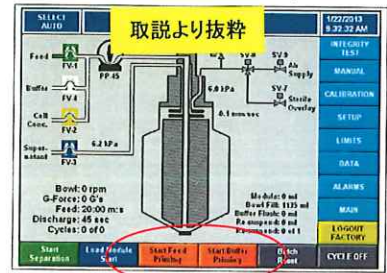 SELECT
AUTO
取説より抜粋
1/22/2013
9:32:32 AM
INTEGRITY
TEST
MANUAL
CALIBRATION
SETUP
LIMITS
DATA
ALARMS
MAIN
LOGOUT
FACTORY
CYCLE OFF
Feed
FV-1
PP-45
Buffer
FV-4
Cell
Conc.
FV-2
Super-
natant
FV-3
6.2 kPa
6.0 kPa
-0.1 mm sec
SV-9
Air
Supply
SV-7
Sterile
Overlay
Bowl: 0 rpm
G-Force: 0 G's
Feed: 20:00 m:s
Discharge: 45 sec
Cycles: 0 of 0
Module: 0 ml
Bowl Fill: 1135 ml
Buffer Flush: 0 ml
Start
Separation
Load Module
Start
Start Feed
Priming
Start Buffer
Priming
Batch
Reset